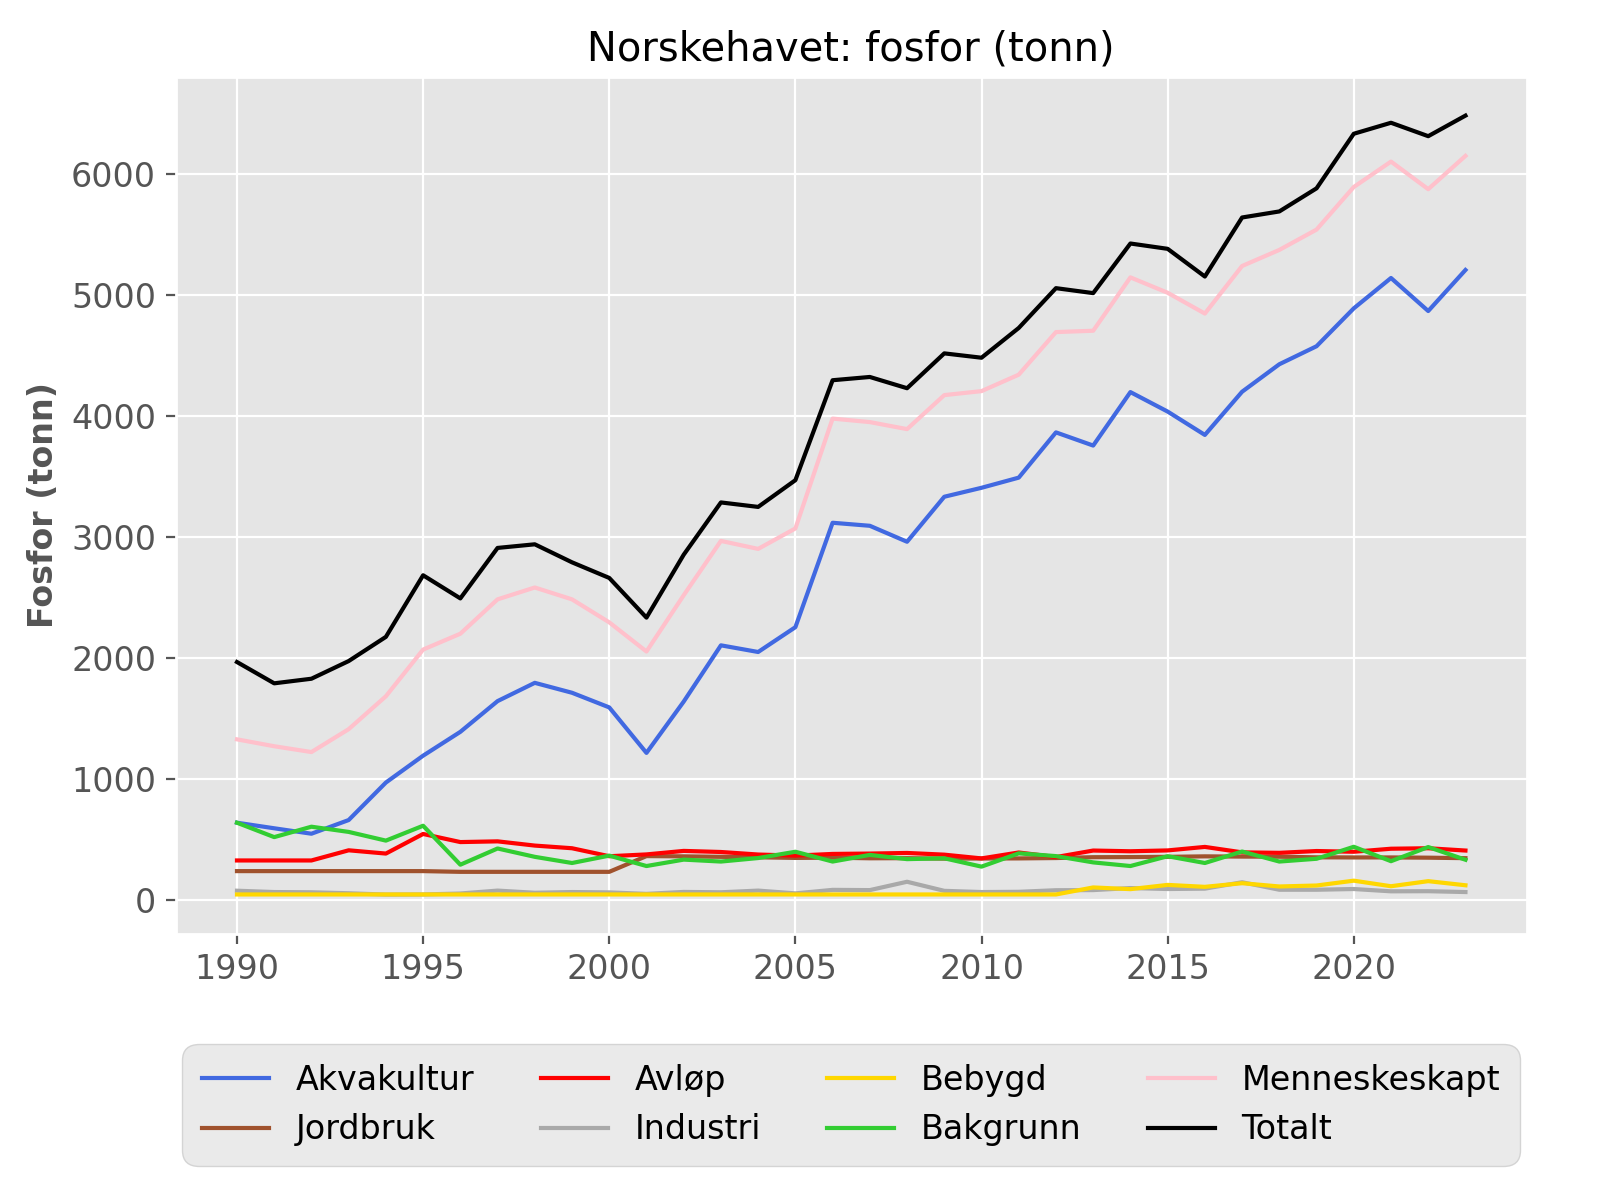 Norskehavet: fosfor (tonn)
Fosfor (tonn)
6000
5000
4000
3000
2000
1000
0
1990 1995 2000 2005 2010 2015 2020
Akvakultur Avløp Bebygd Menneskeskapt
Jordbruk Industri Bakgrunn Totalt